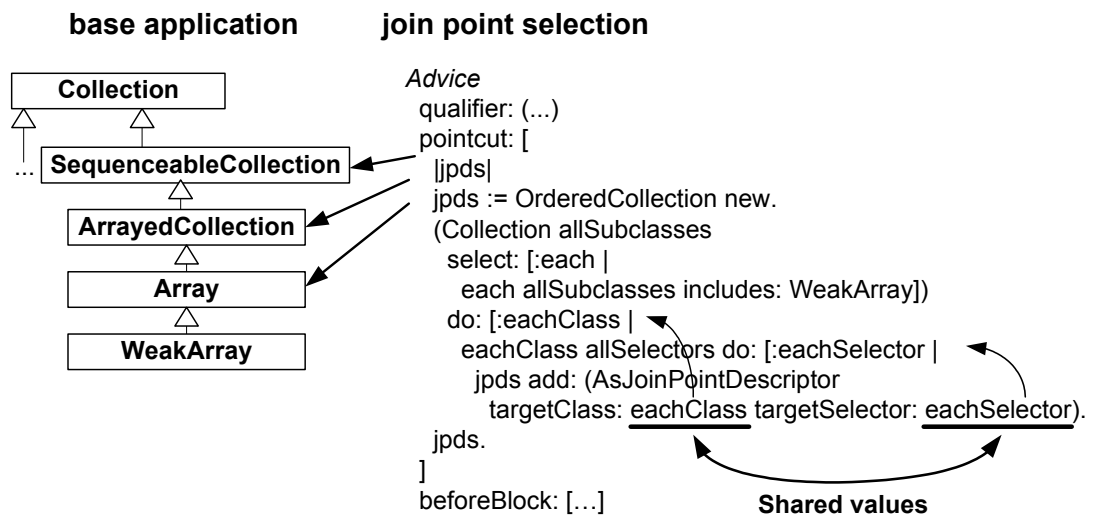 base application
join point selection
Collection
...
SequenceableCollection
ArrayedCollection
Array
WeakArray
Advice
qualifier: (...)
pointcut: [
|jpds|
jpds := OrderedCollection new.
(Collection allSubclasses
select: [:each |
each allSubclasses includes: WeakArray])
do: [:eachClass |
eachClass allSelectors do: [:eachSelector |
jpds add: (AsJoinPointDescriptor
targetClass: eachClass targetSelector: eachSelector).
jpds.
]
beforeBlock: […]
Shared values